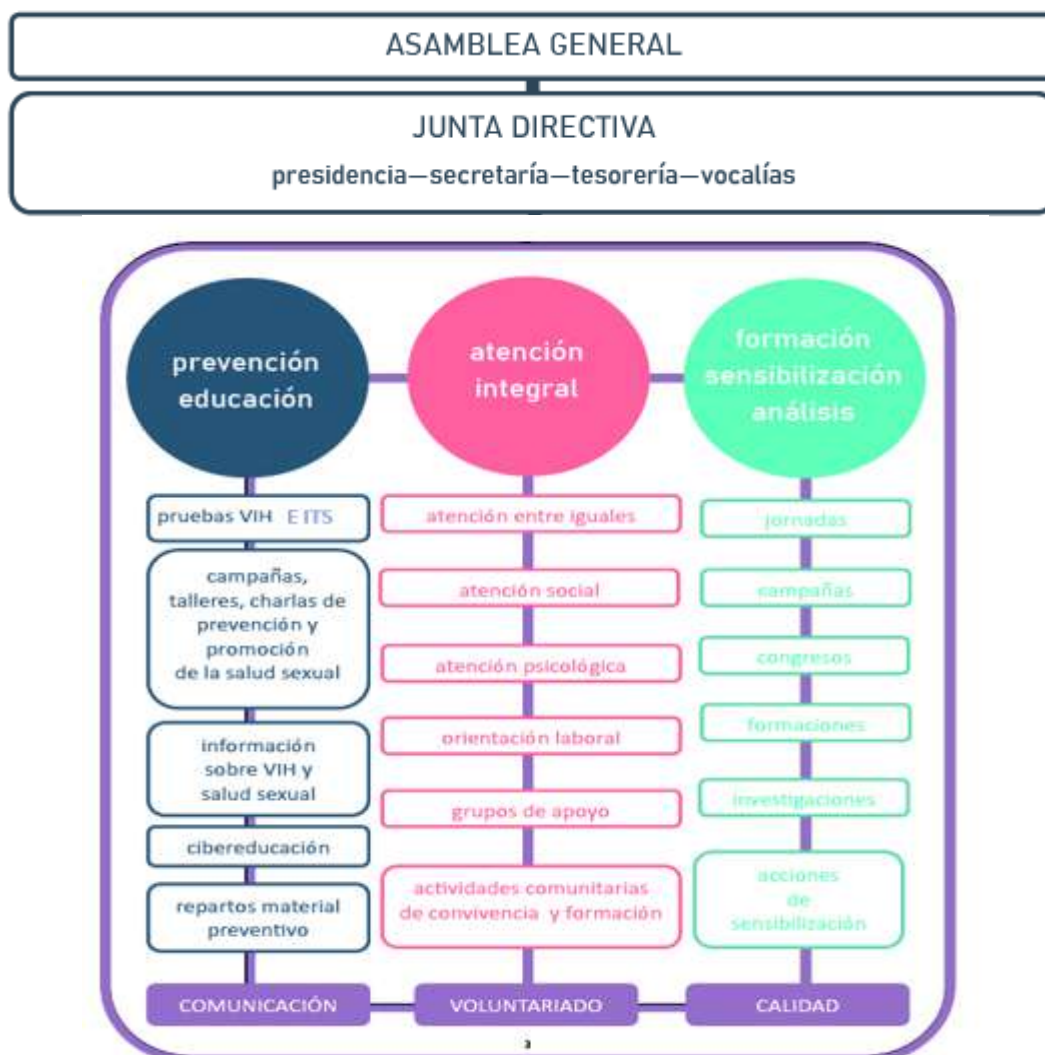 ASAMBLEA GENERAL
JUNTA DIRECTIVA
presidencia—secretaría—tesorería—vocalías
prevención
educación
pruebas VIH E ITS
campañas,
talleres, charlas de
prevención y
promoción
de la salud sexual
información
sobre VIH y
salud sexual
cibereducación
repartos material
preventivo
COMUNICACIÓN
atención
integral
atención entre iguales
atención social
atención psicológica
orientación laboral
grupos de apoyo
actividades comunitarias
de convivencia y formación
VOLUNTARIADO
formación
sensibilización
análisis
jornadas
campañas
congresos
formaciones
investigaciones
acciones
de
sensibilización
CALIDAD
3